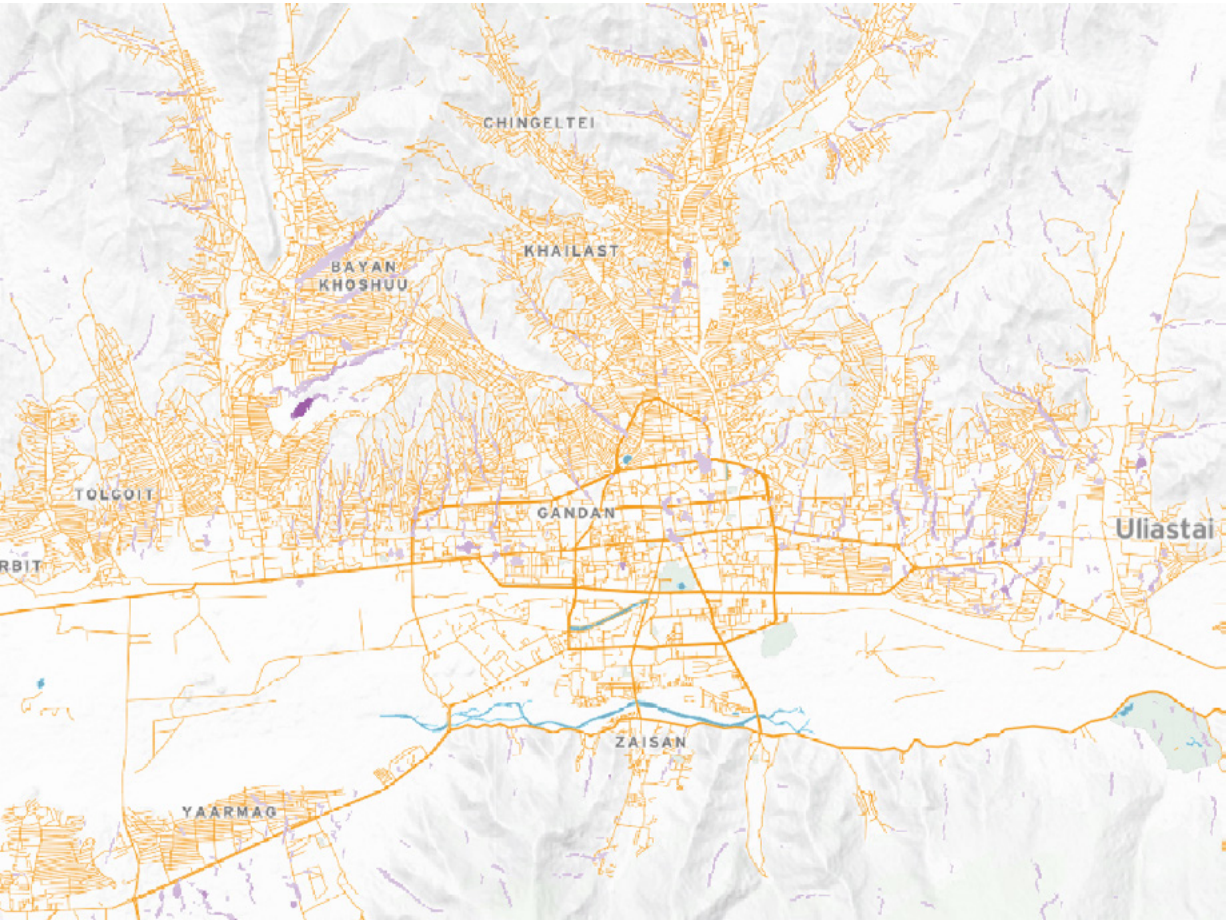 CHINGELTEI
KHAILAST
BAYAN
KHOSHUU
TOLGOIT
GANDAN
Uliastai
RBIT
ZAISAN
YAARMAG